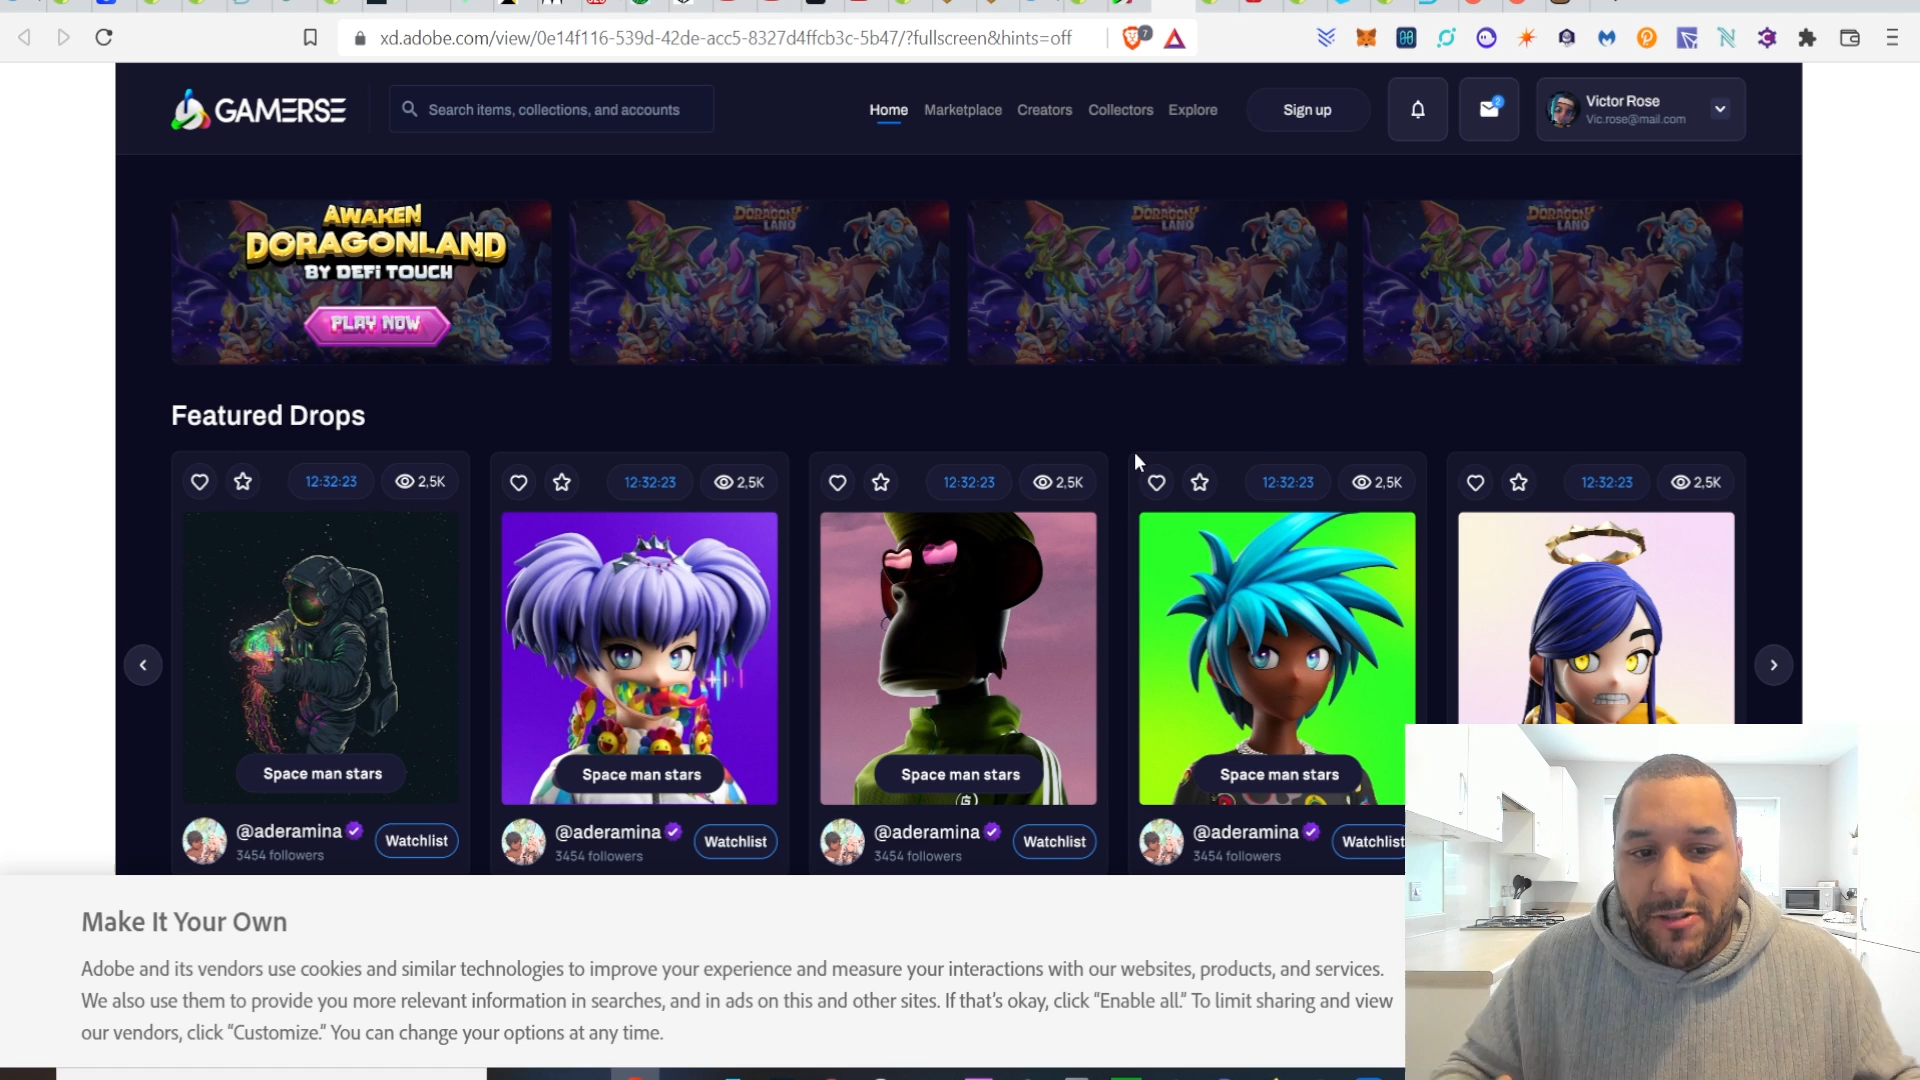 xd.adobe.com/view/0e14f116-539d-42de-acc5-8327d4ffcb3c-5b47/?fullscreen&hints=off
7
GAMERSE
Search items, collections, and accounts
Home Marketplace Creators Collectors Explore
Sign up
2
Victor Rose
Vic.rose@mail.com
AWAKEN
DORAGONLAND
BY DEFI TOUCH
PLAY NOW
DORAGON
LAND
DORAGON
LAND
DORAGON
LAND
Featured Drops
12:32:23 2,5K
12:32:23 2,5K
12:32:23 2,5K
12:32:23 2,5K
12:32:23 2,5K
Space man stars
Space man stars
Space man stars
Space man stars
@aderamina
3454 followers
Watchlist
@aderamina
3454 followers
Watchlist
@aderamina
3454 followers
Watchlist
@aderamina
3454 followers
Watchlist
Make It Your Own
Adobe and its vendors use cookies and similar technologies to improve your experience and measure your interactions with our websites, products, and services.
We also use them to provide you more relevant information in searches, and in ads on this and other sites. If that's okay, click “Enable all.” To limit sharing and view
our vendors, click “Customize.” You can change your options at any time.